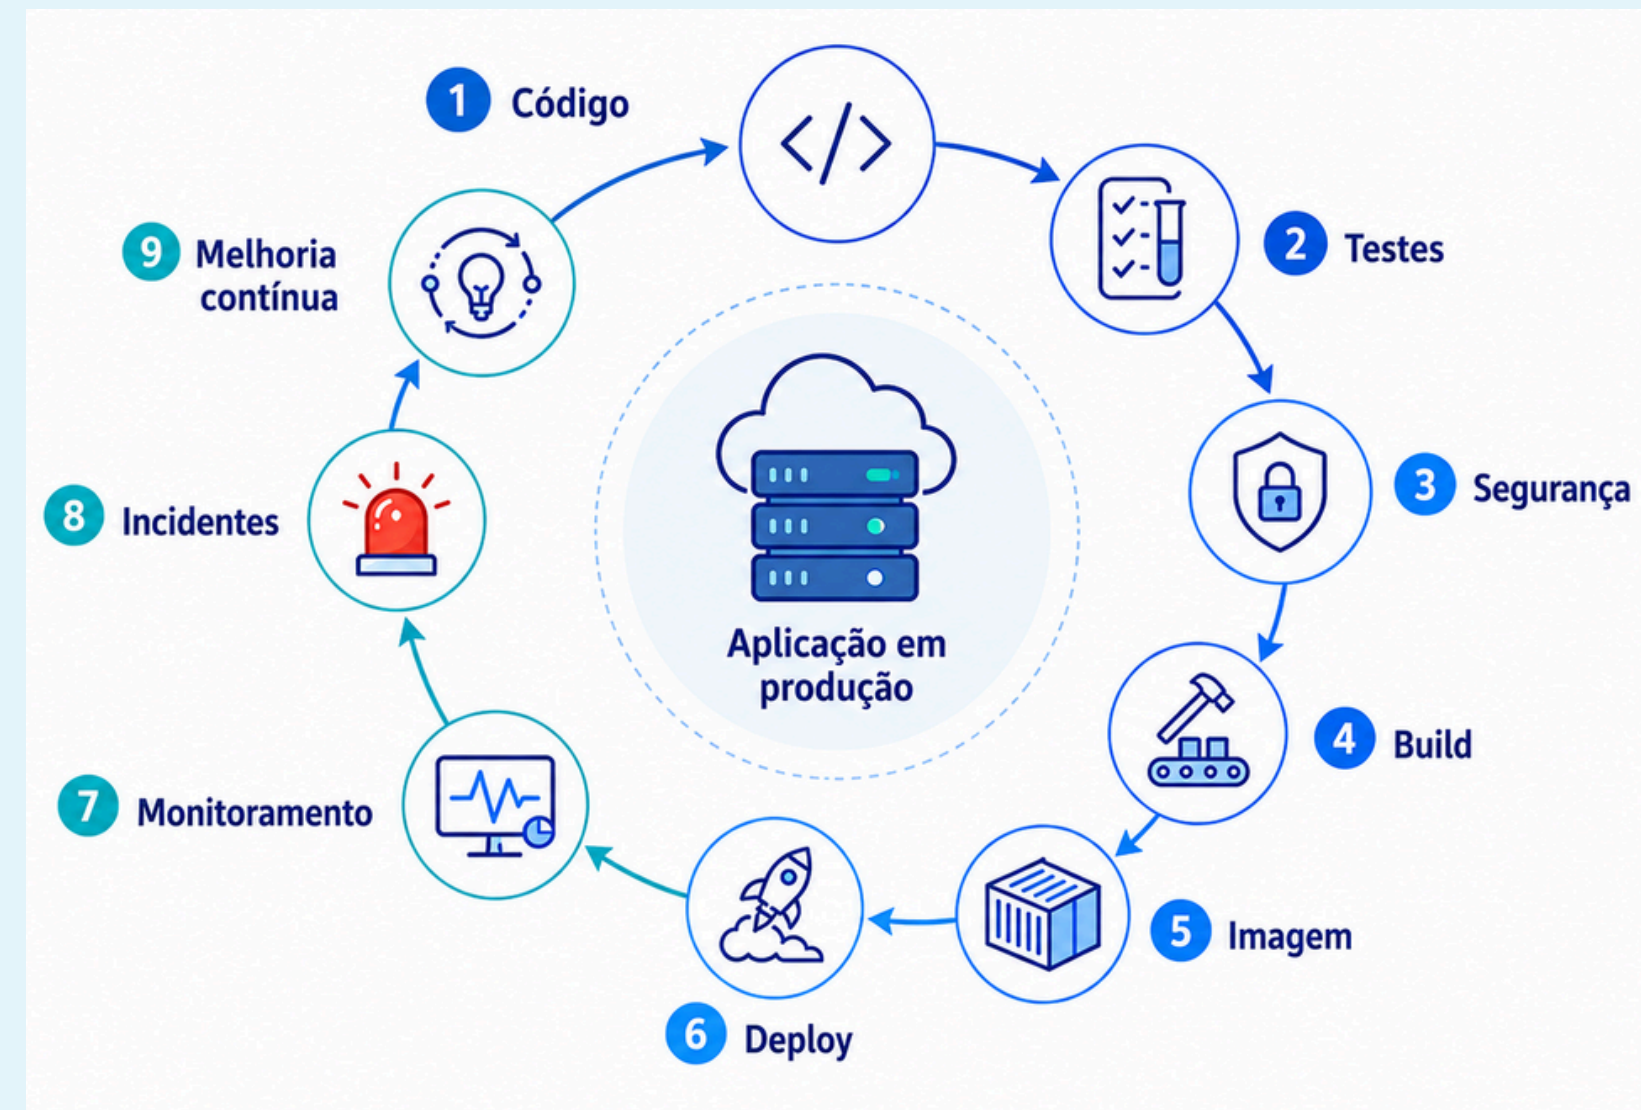 1 Código
2 Testes
3 Segurança
4 Build
5 Imagem
6 Deploy
7 Monitoramento
8 Incidentes
9 Melhoria
contínua
Aplicação em
produção